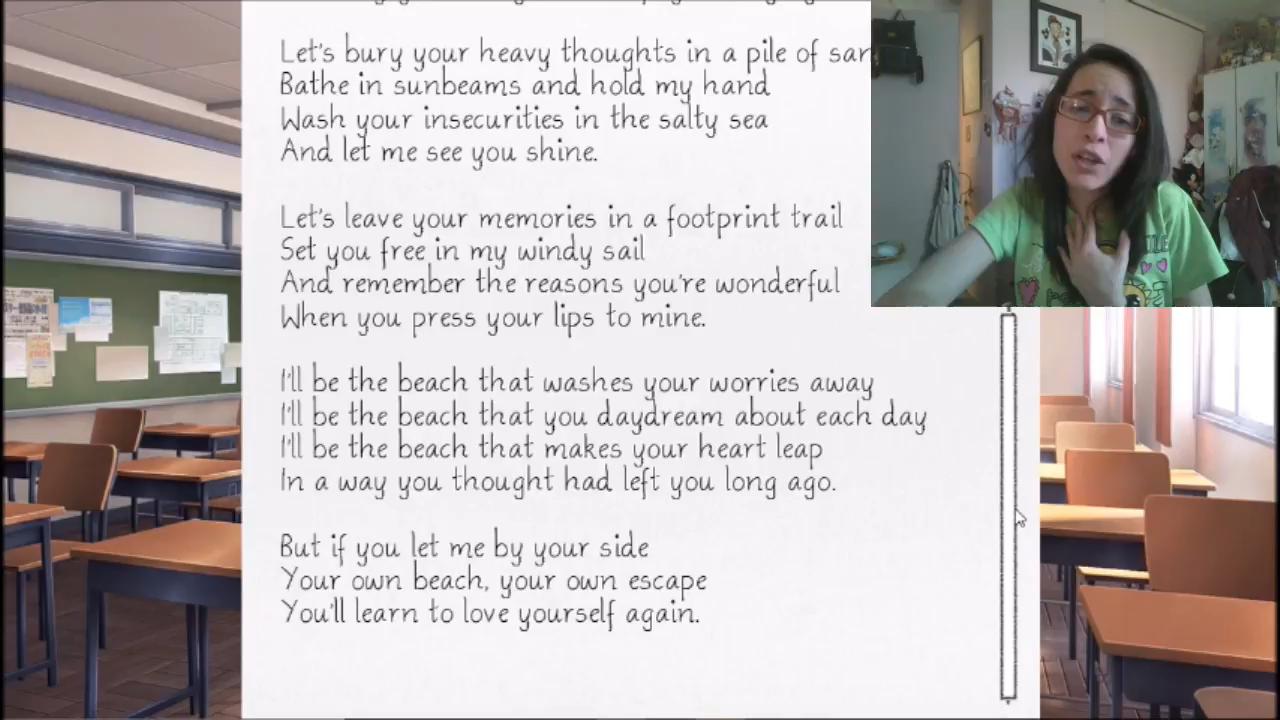 Let's bury your heavy thoughts in a pile of
Bathe in sunbeams and hold my hand
Wash your insecurities in the salty sea
And let me see you shine.
Let's leave your memories in a footprint trail
Set you free in my windy sail
And remember the reasons you're wonderful
When you press your lips to mine.
I'll be the beach that washes your worries away
I'll be the beach that you daydream about each day
I'll be the beach that makes your heart leap
In a way you thought had left you long ago.
But if you let me by your side
Your own beach, your own escape
You'll learn to love yourself again.